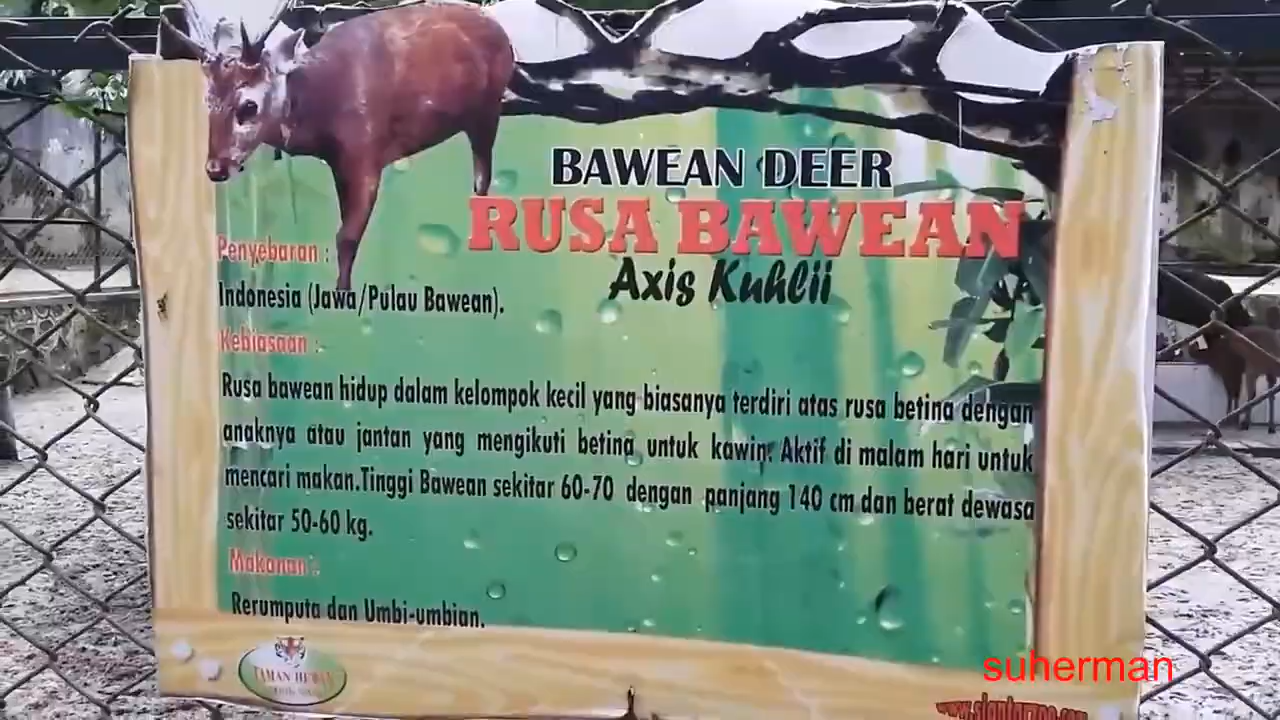 BAWEAN DEER
RUSA BAWEAN
Axis Kuhlii
Penyebaran :
Indonesia (Jawa/Pulau Bawean).
Kebiasaan :
Rusa bawean hidup dalam kelompok kecil yang biasanya terdiri atas rusa betina dengan
anaknya atau jantan yang mengikuti betina untuk kawin. Aktif di malam hari untuk
mencari makan.Tinggi Bawean sekitar 60-70 dengan panjang 140 cm dan berat dewasa
sekitar 50-60 kg.
Makanan :
Rerumputa dan Umbi-umbian.
TAMAN HEWAN
suherman